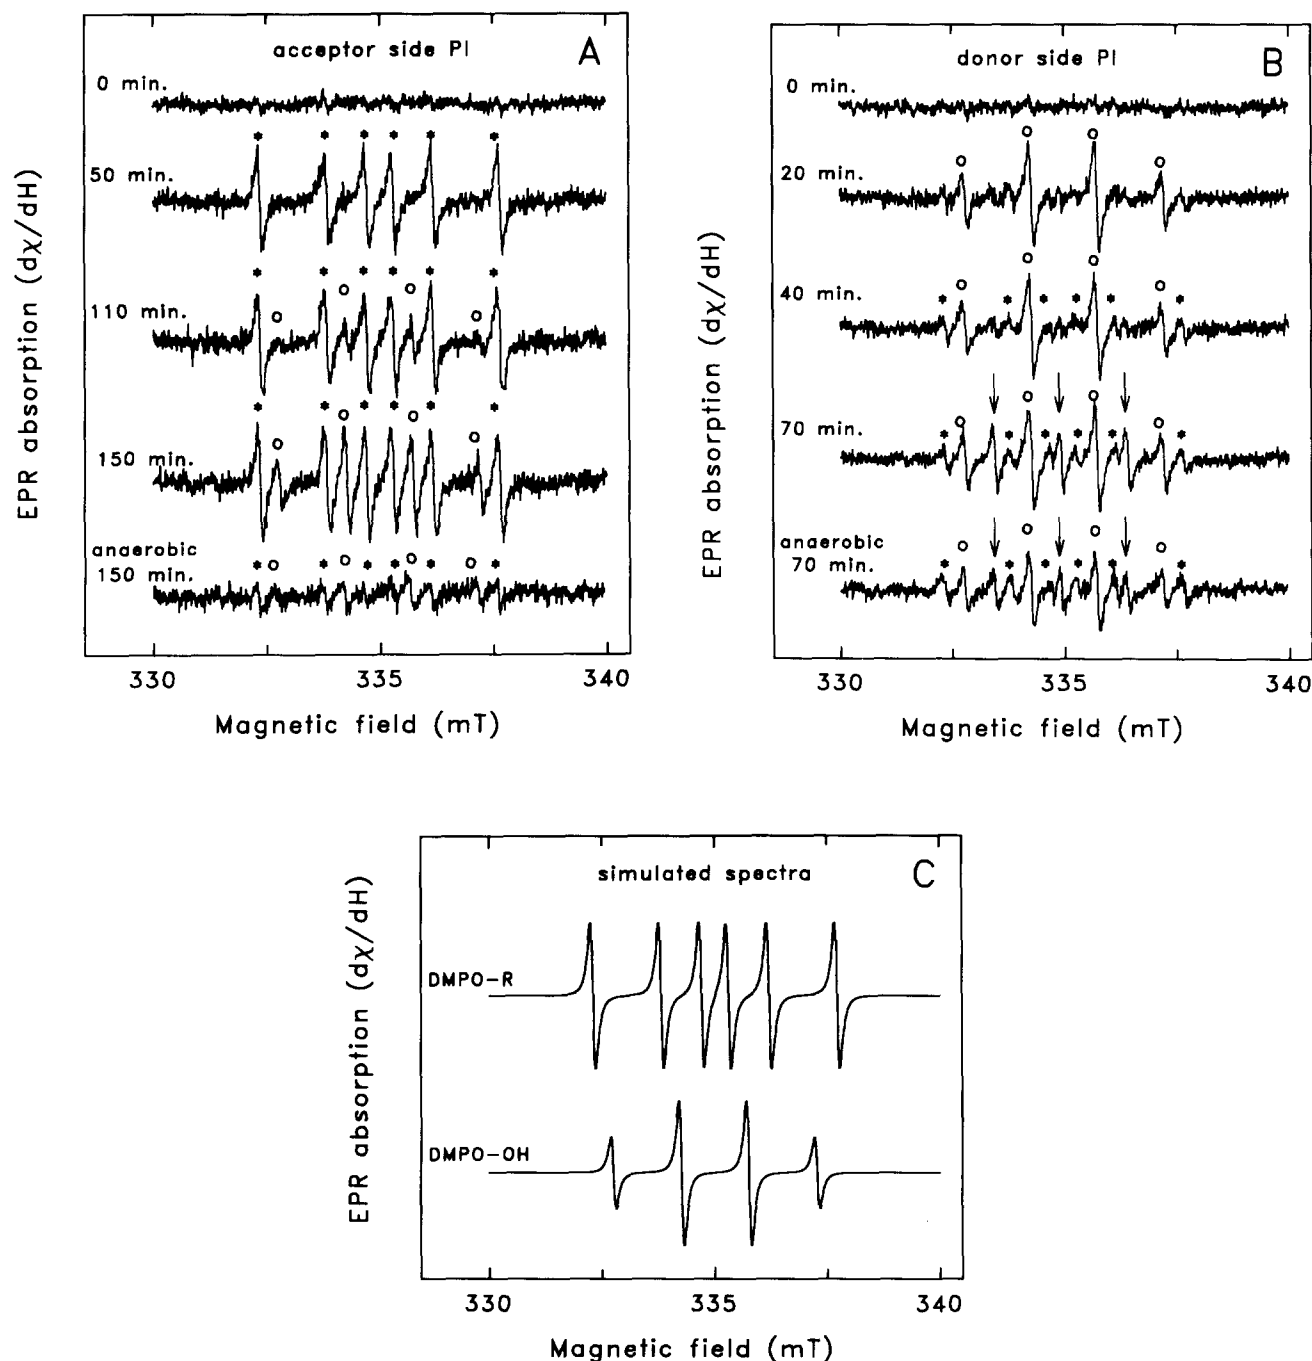 acceptor side PI
A
0 min.
*
*
*
*
*
*
50 min.
*
*
*
*
*
*
o
o
o
o
110 min.
*
*
*
*
*
*
o
o
o
o
150 min.
anaerobic
150 min.
*
o
*
o
*
*
o
*
o
*
330
335
340
Magnetic field (mT)
EPR absorption (dχ/dH)
donor side PI
B
0 min.
o
o
o
o
20 min.
o
o
o
o
40 min.
*
*
*
*
*
*
o
o
o
o
70 min.
*
*
*
*
*
*
anaerobic
70 min.
o
o
o
o
*
*
*
*
*
*
330
335
340
Magnetic field (mT)
EPR absorption (dχ/dH)
simulated spectra
C
DMPO-R
DMPO-OH
330
335
340
Magnetic field (mT)
EPR absorption (dχ/dH)